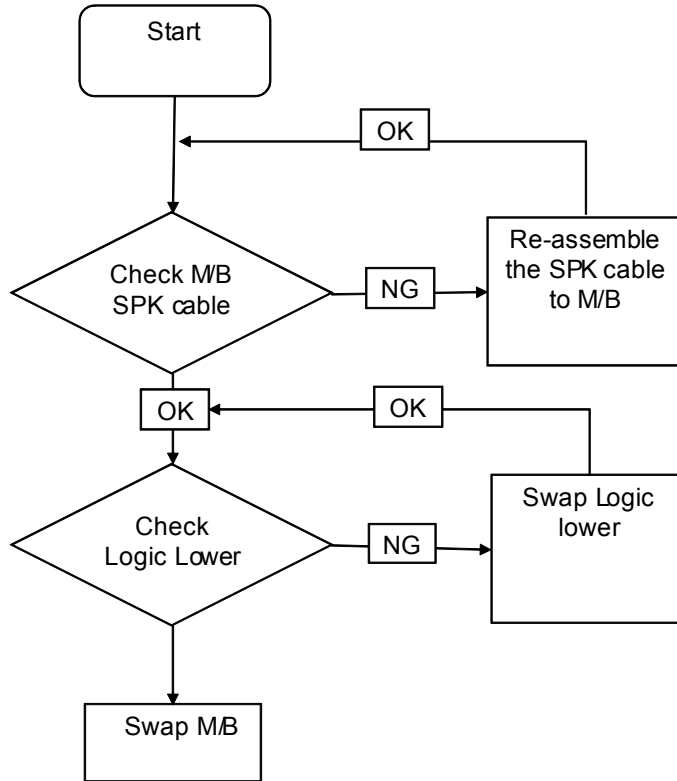 Start
OK
Check M/B
SPK cable
NG
Re-assemble
the SPK cable
to M/B
OK
OK
Check
Logic Lower
NG
Swap Logic
lower
Swap M/B